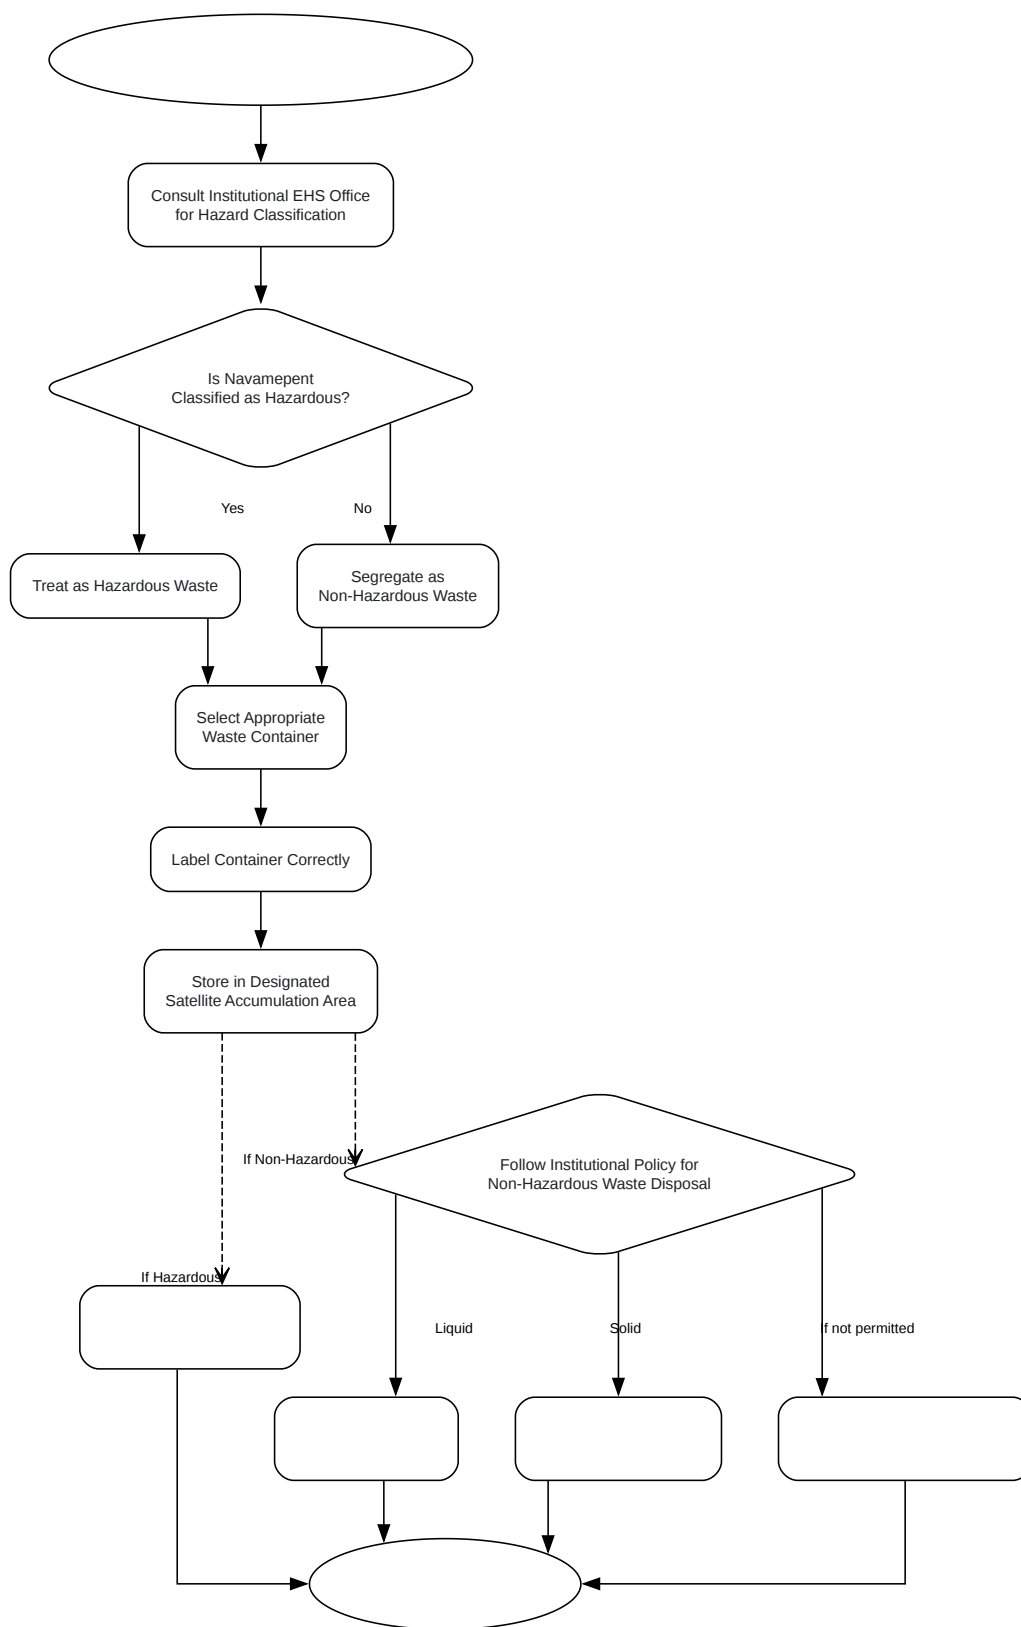 Consult Institutional EHS Office
for Hazard Classification
Is Navamepent
Classified as Hazardous?
Yes
No
Treat as Hazardous Waste
Segregate as
Non-Hazardous Waste
Select Appropriate
Waste Container
Label Container Correctly
Store in Designated
Satellite Accumulation Area
If Non-Hazardous
Follow Institutional Policy for
Non-Hazardous Waste Disposal
If Hazardous
Liquid
Solid
If not permitted